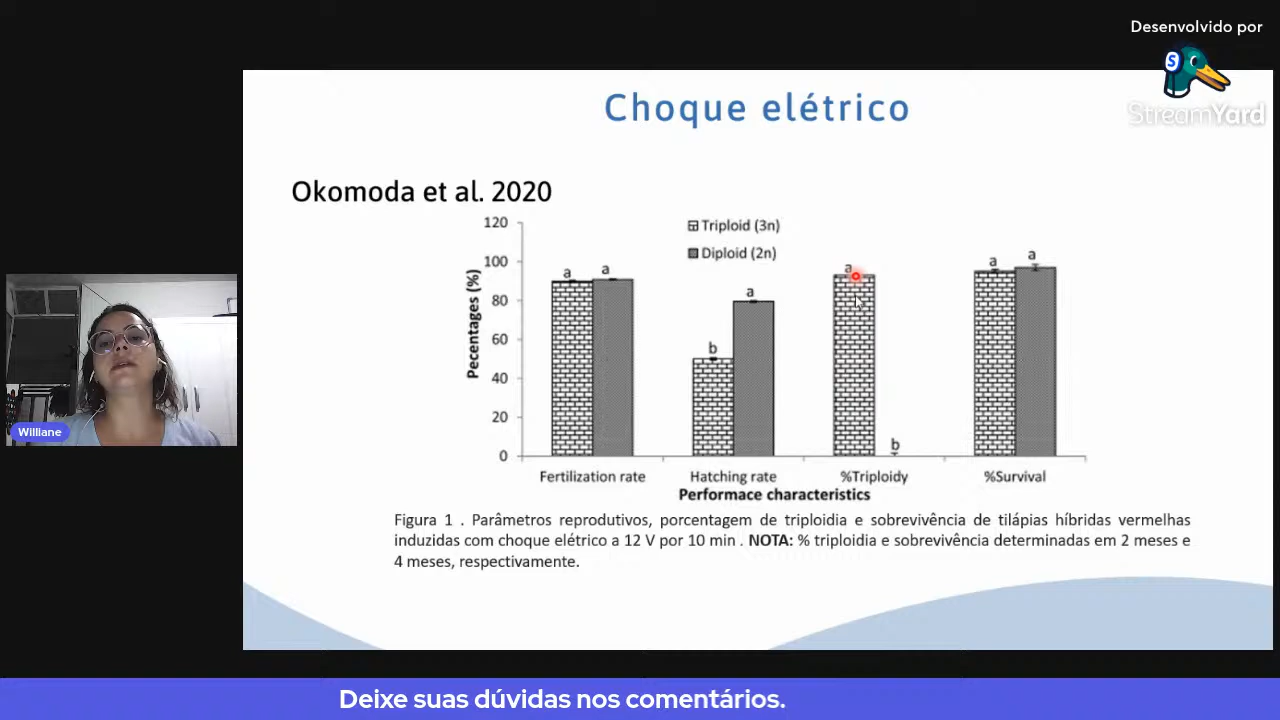 Desenvolvido por
StreamYard
Choque elétrico
Okomoda et al. 2020
120
100
80
60
40
20
0
Pecentages (%)
Triploid (3n)
Diploid (2n)
a
a
b
a
a
b
a
a
Fertilization rate
Hatching rate
%Triploidy
%Survival
Performace characteristics
Figura 1 . Parâmetros reprodutivos, porcentagem de triploidia e sobrevivência de tilápias híbridas vermelhas
induzidas com choque elétrico a 12 V por 10 min . NOTA: % triploidia e sobrevivência determinadas em 2 meses e
4 meses, respectivamente.
Williane
Deixe suas dúvidas nos comentários.